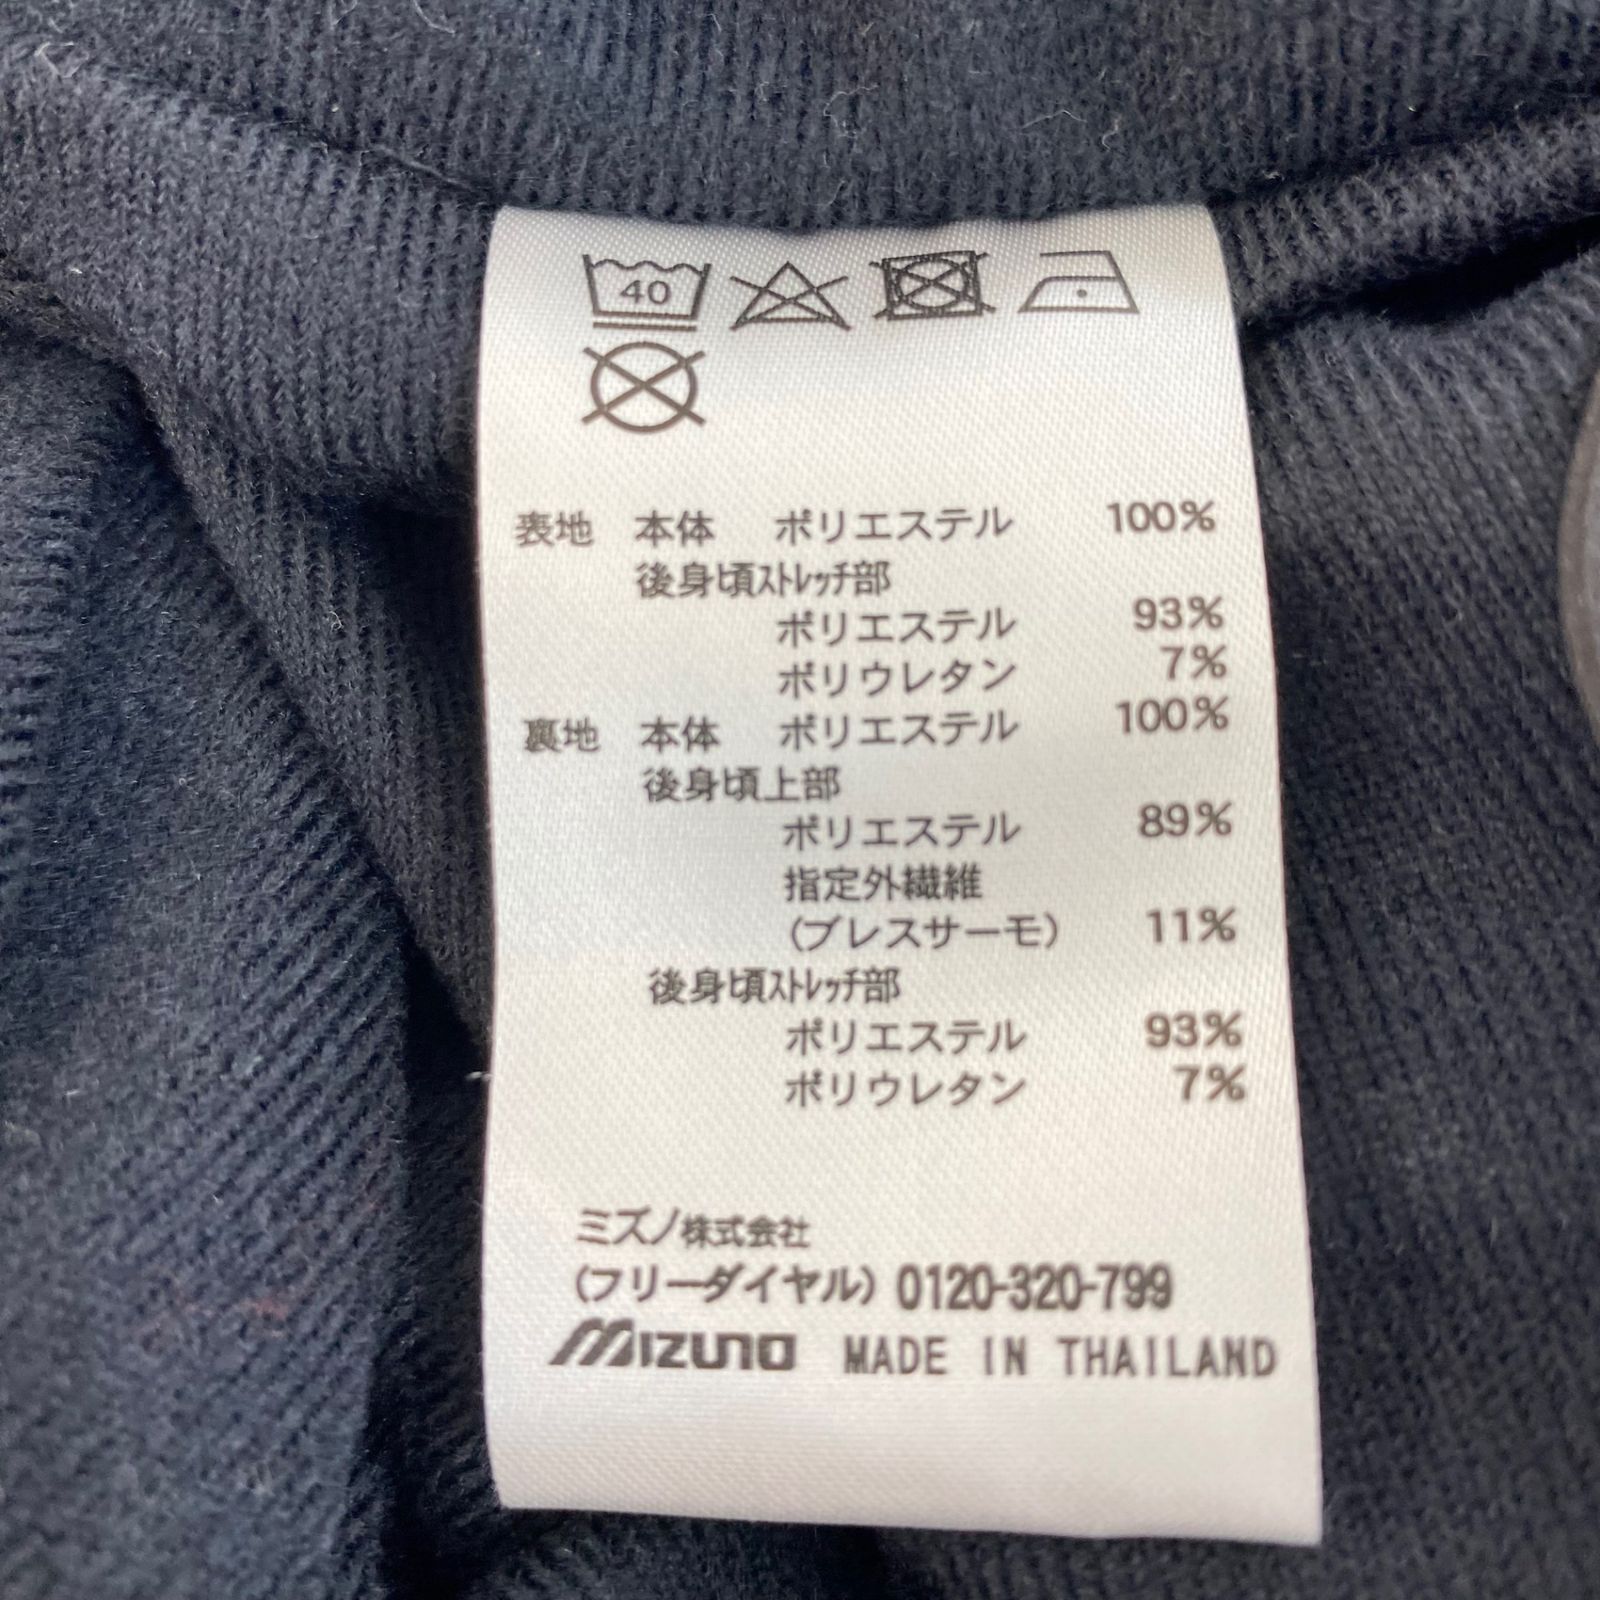 40
表地 本体 ポリエステル 100%
後身頃ストレッチ部
ポリエステル 93%
ポリウレタン 7%
裏地 本体 ポリエステル 100%
後身頃上部
ポリエステル 89%
指定外繊維
(ブレスサーモ) 11%
後身頃ストレッチ部
ポリエステル 93%
ポリウレタン 7%
ミズノ株式会社
(フリーダイヤル) 0120-320-799
MIZUNO MADE IN THAILAND